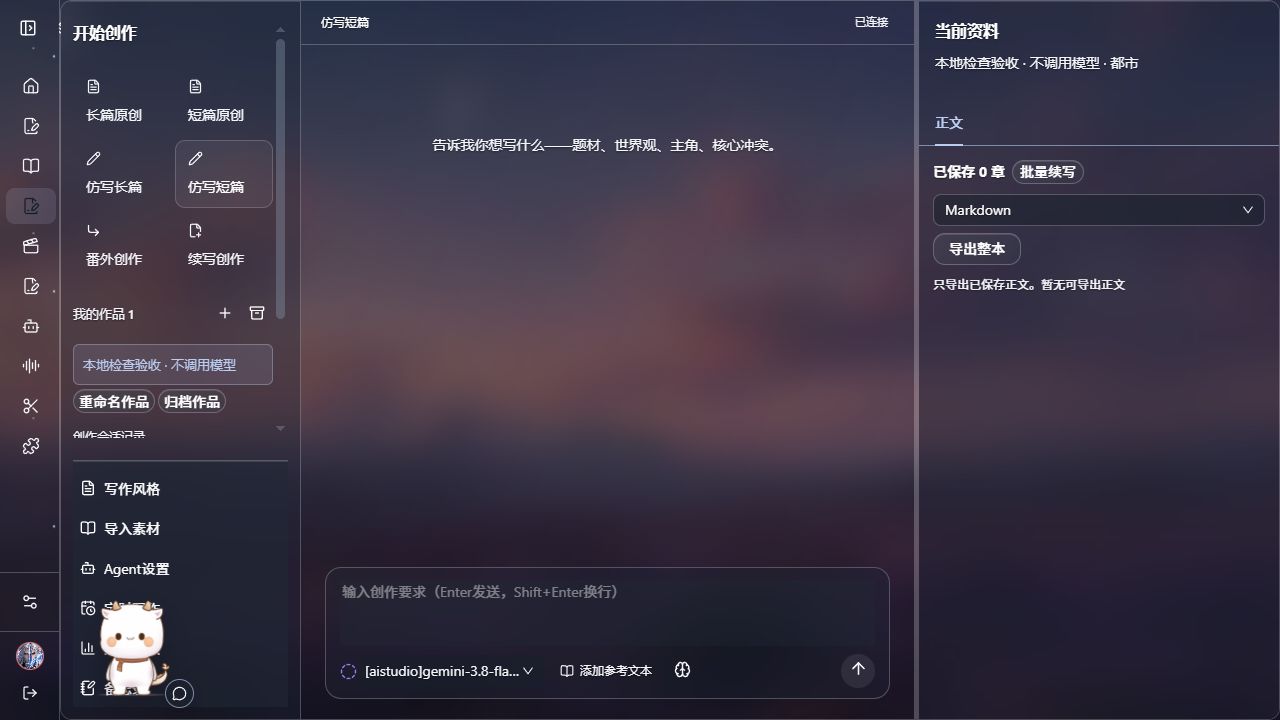 开始创作
长篇原创
短篇原创
仿写长篇
仿写短篇
番外创作
续写创作
我的作品 1
本地检查验收 · 不调用模型
重命名作品
归档作品
创作会话记录
写作风格
导入素材
Agent设置
仿写短篇
已连接
告诉我你想写什么——题材、世界观、主角、核心冲突。
输入创作要求（Enter发送，Shift+Enter换行）
[aistudio]gemini-3.8-fla...
添加参考文本
当前资料
本地检查验收 · 不调用模型 · 都市
正文
已保存 0 章
批量续写
Markdown
导出整本
只导出已保存正文。暂无可导出正文